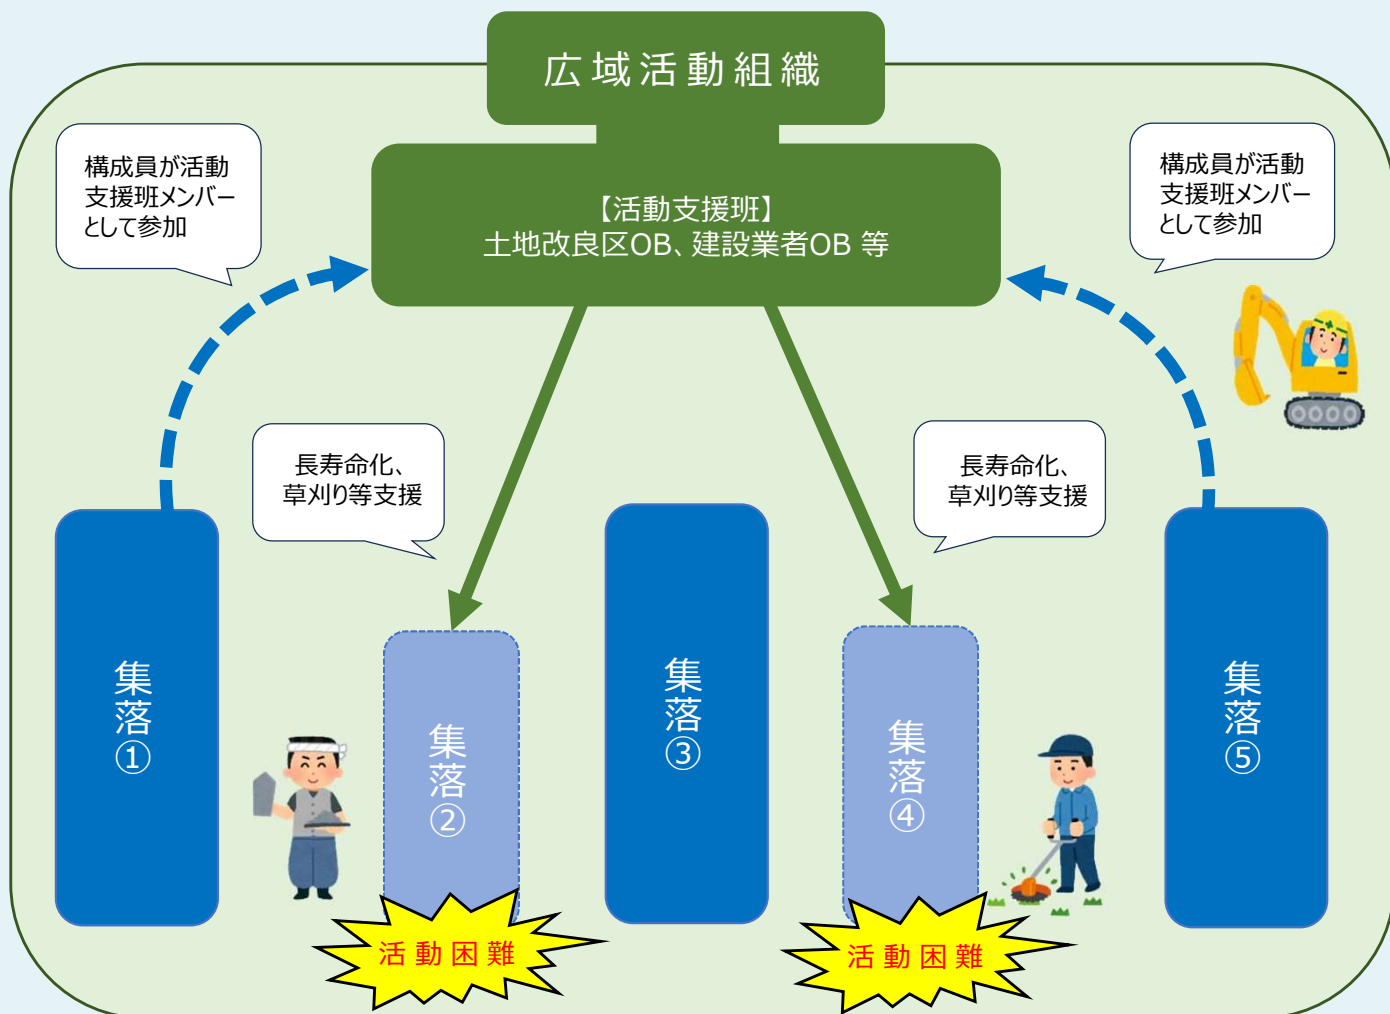 広域活動組織
構成員が活動
支援班メンバー
として参加
【活動支援班】
土地改良区OB、建設業者OB 等
構成員が活動
支援班メンバー
として参加
長寿命化、
草刈り等支援
長寿命化、
草刈り等支援
集落①
集落②
集落③
集落④
集落⑤
活動困難
活動困難